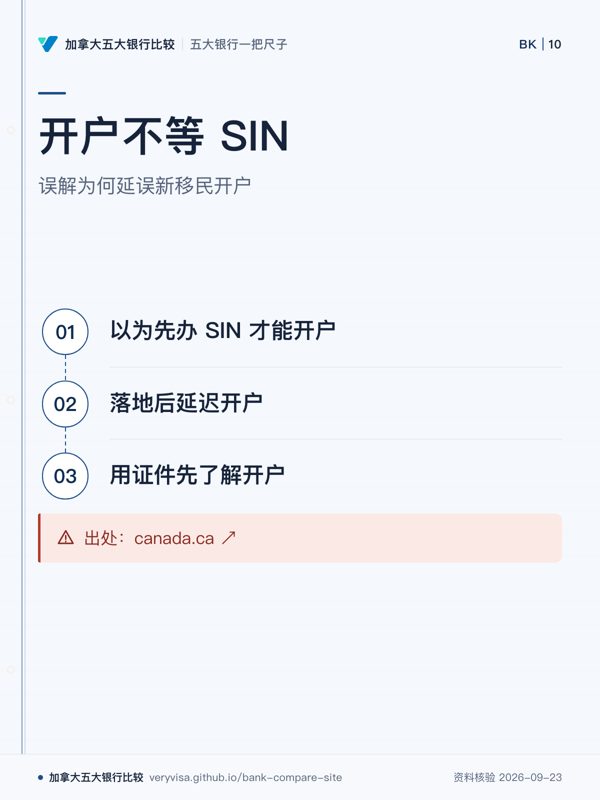 加拿大五大银行比较 | 五大银行一把尺子
BK | 10
开户不等 SIN
误解为何延误新移民开户
01 以为先办 SIN 才能开户
02 落地后延迟开户
03 用证件先了解开户
出处：canada.ca ↗
加拿大五大银行比较 veryvisa.github.io/bank-compare-site
资料核验 2026-09-23